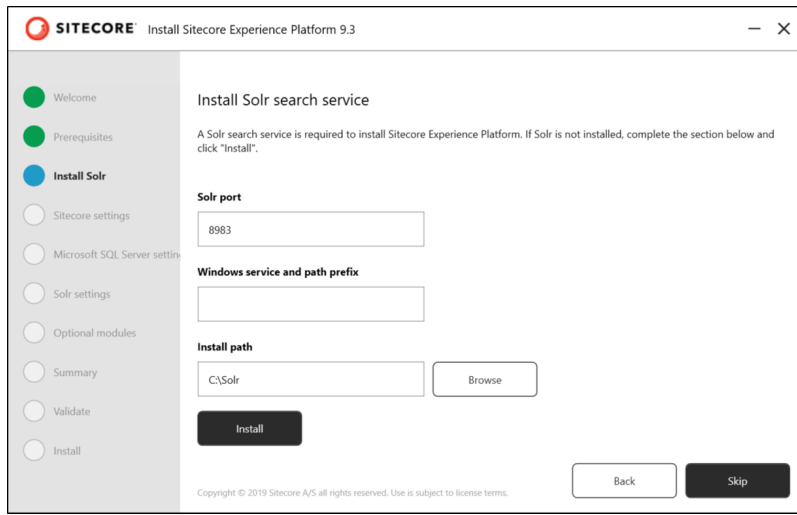 SITECORE Install Sitecore Experience Platform 9.3
Welcome
Prerequisites
Install Solr
Sitecore settings
Microsoft SQL Server settin
Solr settings
Optional modules
Summary
Validate
Install
Install Solr search service
A Solr search service is required to install Sitecore Experience Platform. If Solr is not installed, complete the section below and
click "Install".
Solr port
8983
Windows service and path prefix
Install path
C:\Solr
Browse
Install
Back
Skip
Copyright © 2019 Sitecore A/S all rights reserved. Use is subject to license terms.